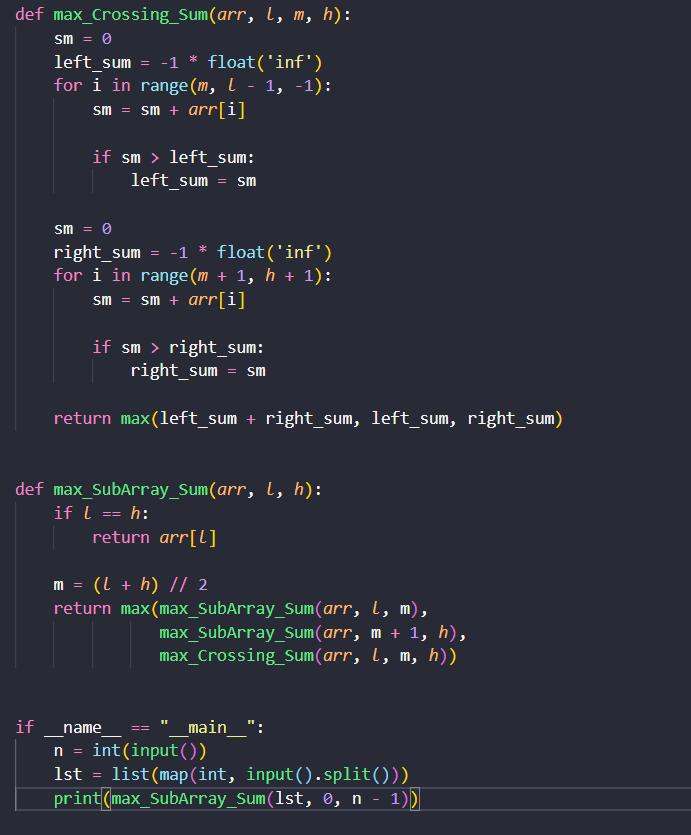 def max_Crossing_Sum(arr, l, m, h):
    sm = 0
    left_sum = -1 * float('inf')
    for i in range(m, l - 1, -1):
        sm = sm + arr[i]

        if sm > left_sum:
            left_sum = sm

    sm = 0
    right_sum = -1 * float('inf')
    for i in range(m + 1, h + 1):
        sm = sm + arr[i]

        if sm > right_sum:
            right_sum = sm

    return max(left_sum + right_sum, left_sum, right_sum)


def max_SubArray_Sum(arr, l, h):
    if l == h:
        return arr[l]

    m = (l + h) // 2
    return max(max_SubArray_Sum(arr, l, m),
               max_SubArray_Sum(arr, m + 1, h),
               max_Crossing_Sum(arr, l, m, h))


if __name__ == "__main__":
    n = int(input())
    lst = list(map(int, input().split()))
    print(max_SubArray_Sum(lst, 0, n - 1))